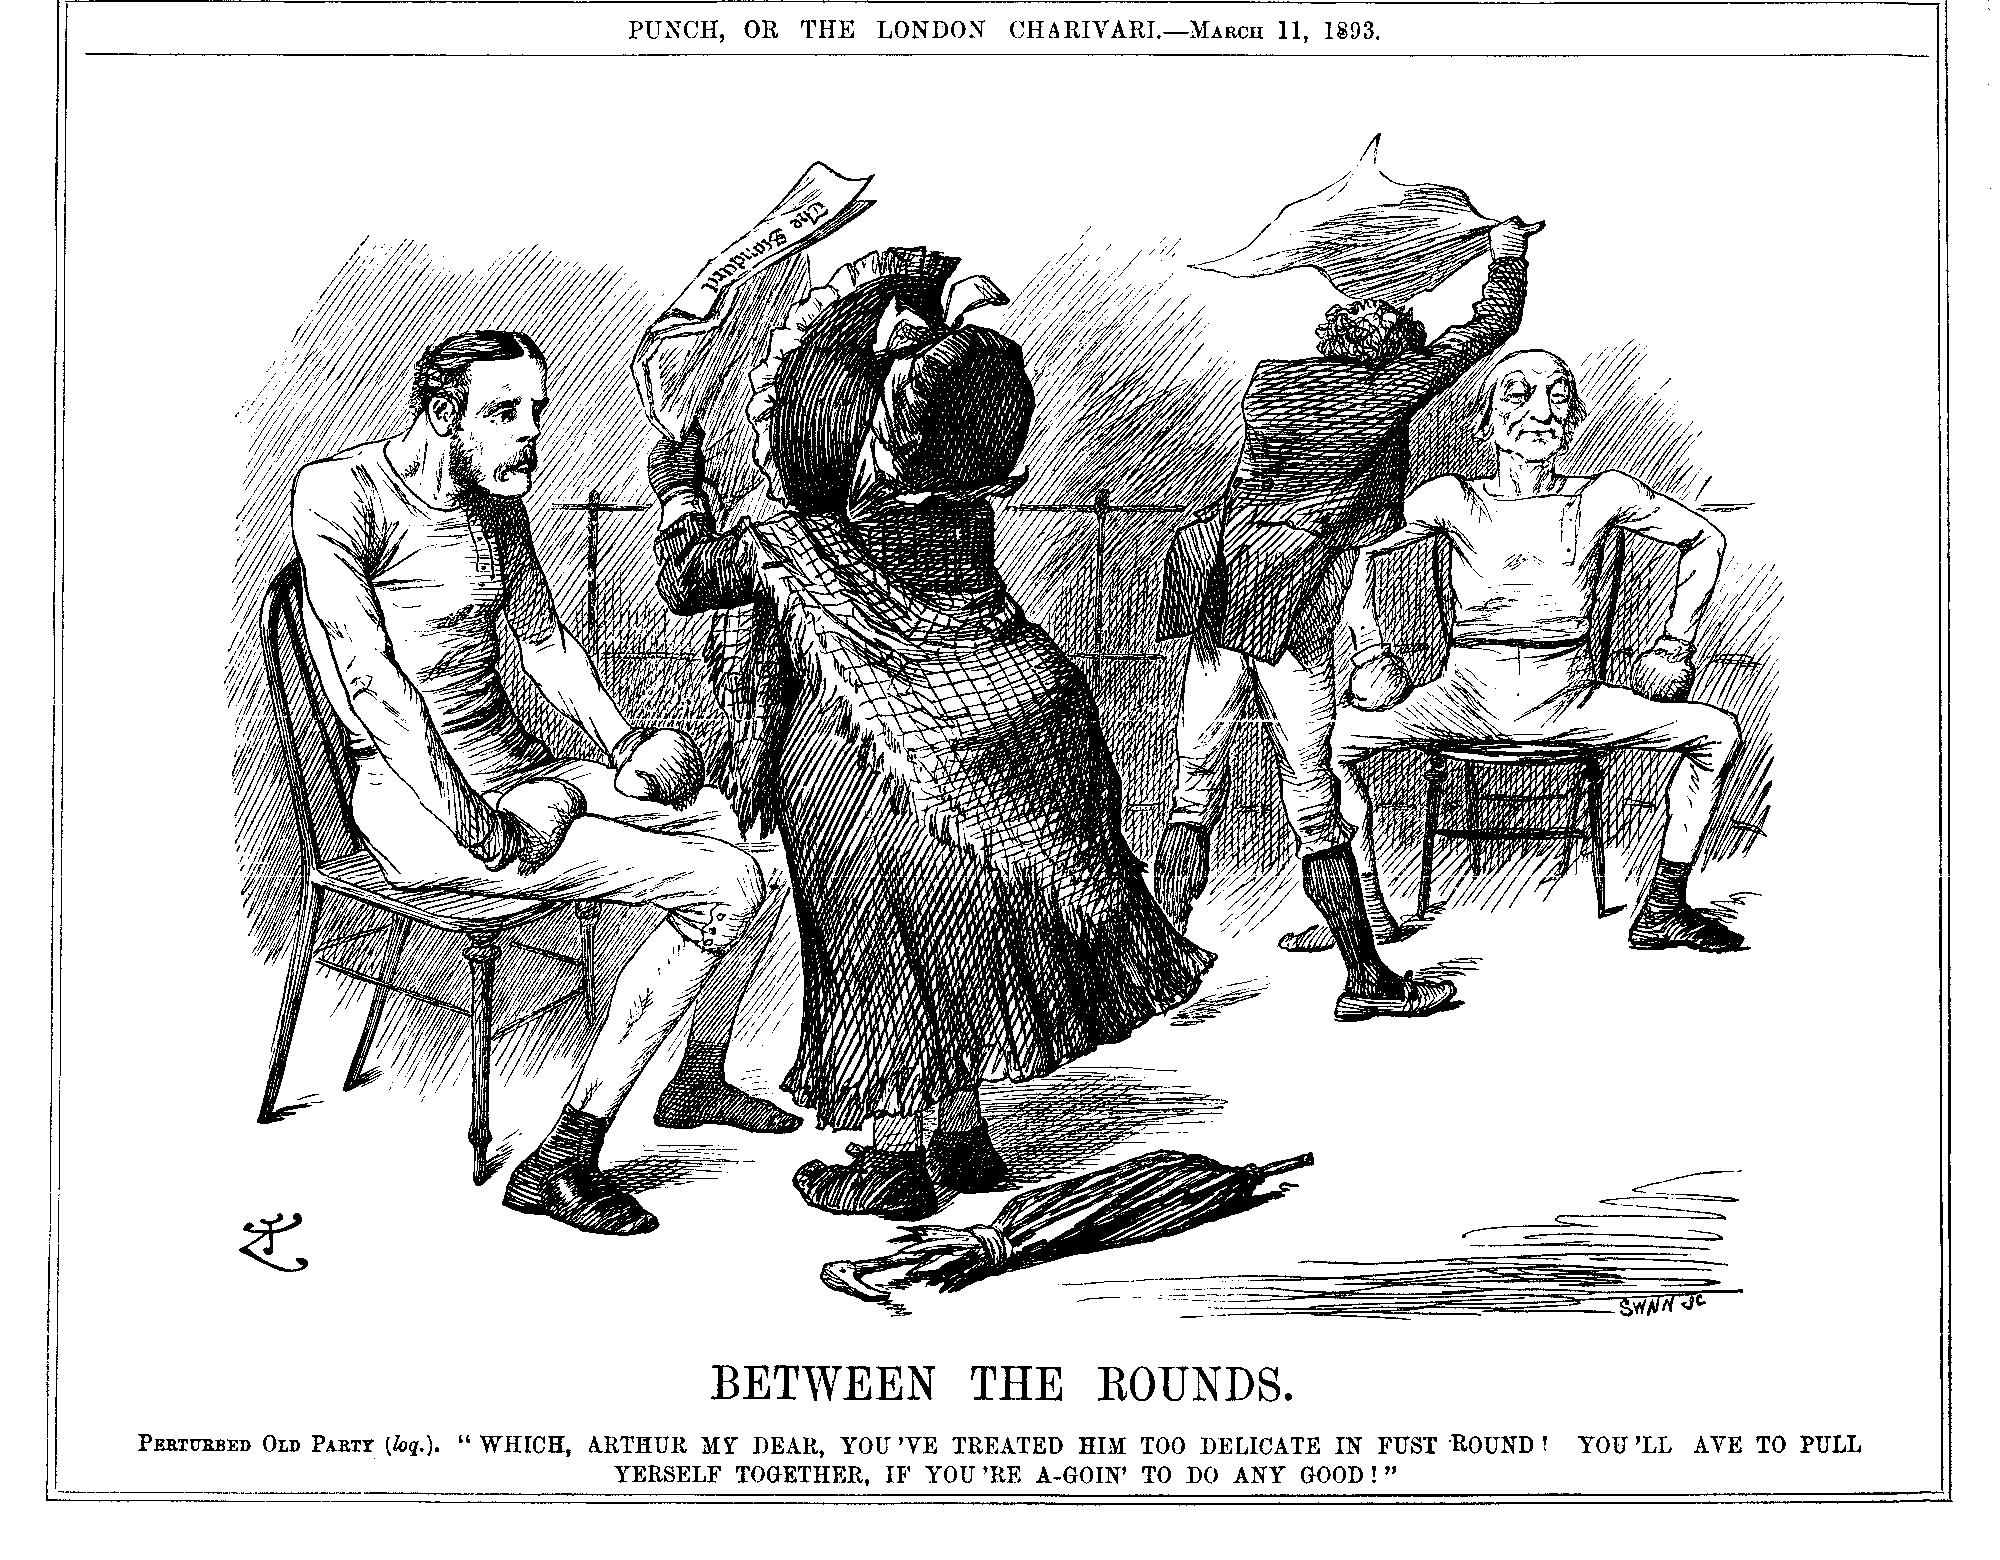 PUNCH, OR THE LONDON CHARIVARI.—MARCH 11, 1893.
The Standard
SWAIN SC
BETWEEN THE ROUNDS.
PERTURBED OLD PARTY (loq.). "WHICH, ARTHUR MY DEAR, YOU'VE TREATED HIM TOO DELICATE IN FUST ROUND! YOU'LL AVE TO PULL
YERSELF TOGETHER, IF YOU'RE A-GOIN' TO DO ANY GOOD!"